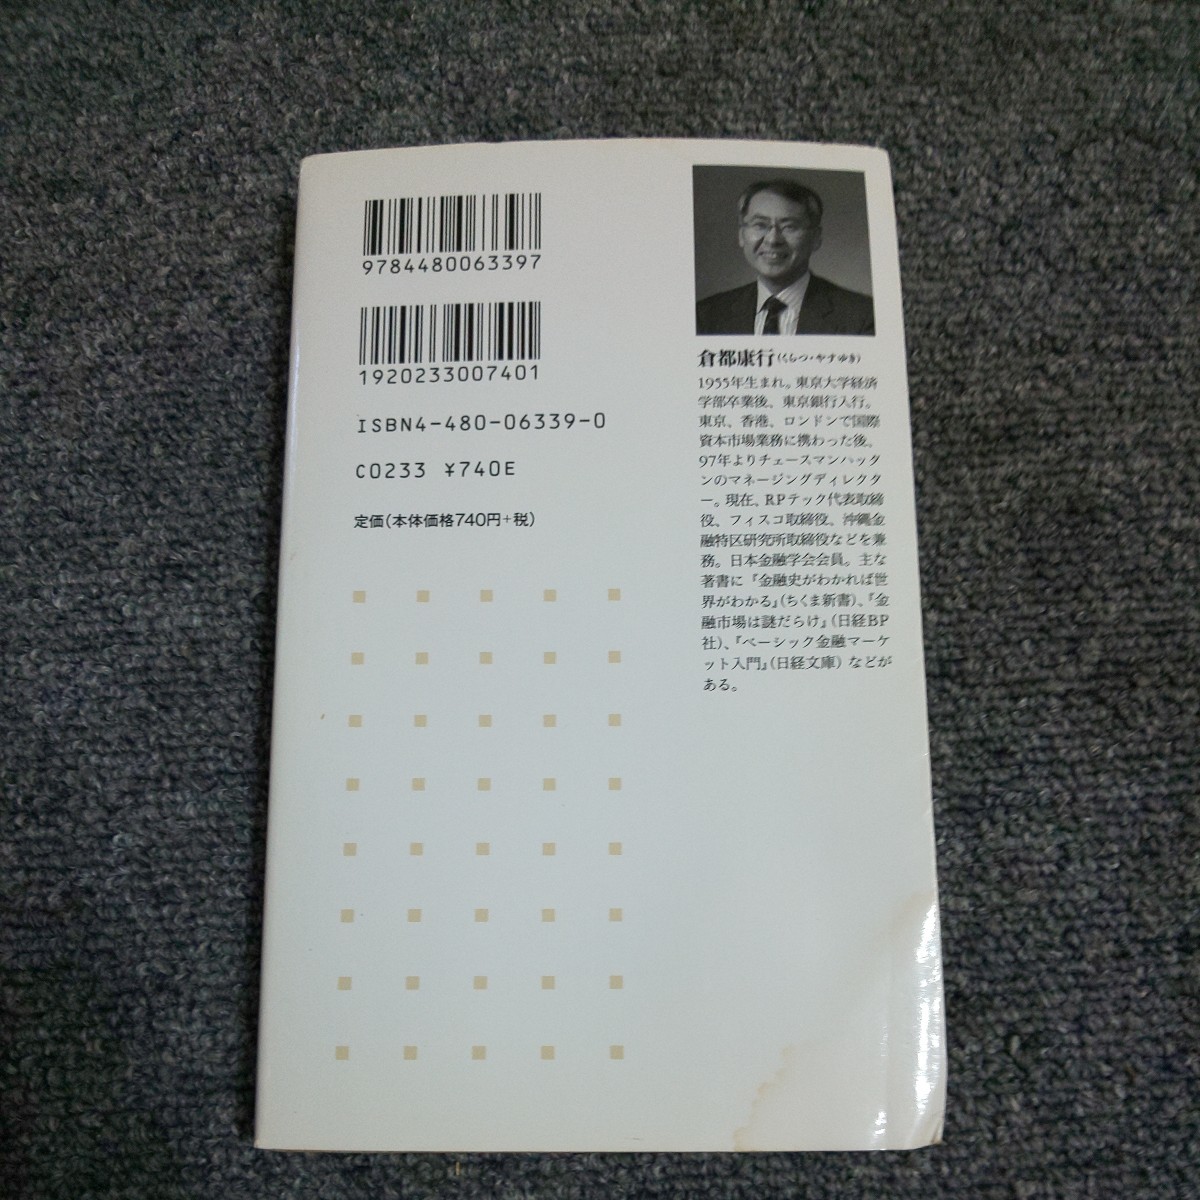 9784480063397
1920233007401
ISBN4-480-06339-0
C0233 ¥740E
定価(本体価格740円+税)
倉都康行(くらつ・やすゆき)
1955年生まれ。東京大学経済
学部卒業後、東京銀行入行。
東京、香港、ロンドンで国際
資本市場業務に携わった後、
97年よりチェースマンハッタ
ンのマネージングディレクタ
ー。現在、RPテック代表取締
役、フィスコ取締役、沖縄金
融特区研究所取締役などを兼
務。日本金融学会会員。主な
著書に『金融史がわかれば世
界がわかる』(ちくま新書)、『金
融市場は謎だらけ』(日経BP
社)、『ベーシック金融マーケ
ット入門』(日経文庫)などが
ある。